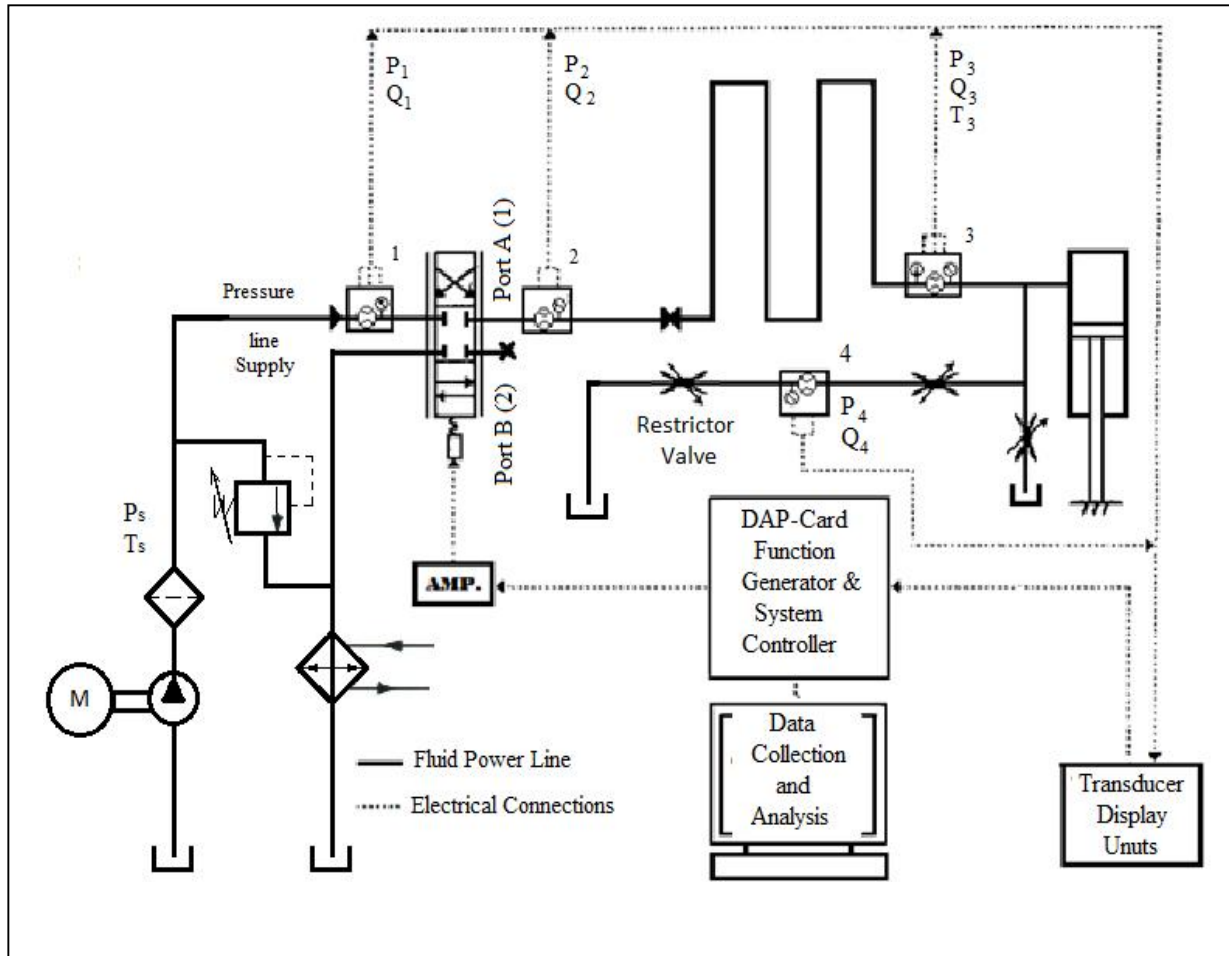 P1
Q1
P2
Q2
P3
Q3
T3
1
Port A (1)
2
3
Pressure
line
Supply
Port B (2)
4
Restrictor
Valve
P4
Q4
Ps
Ts
AMP.
DAP-Card
Function
Generator &
System
Controller
M
Fluid Power Line
Electrical Connections
Data
Collection
and
Analysis
Transducer
Display
Unuts